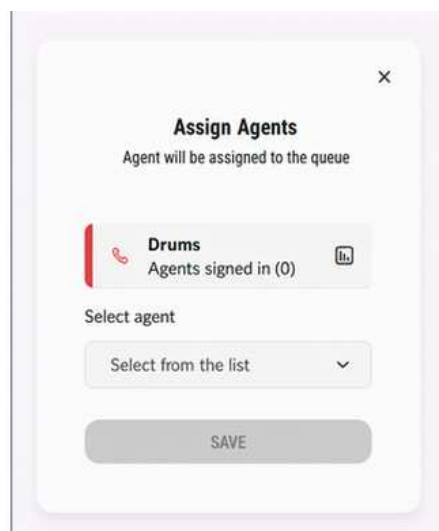 Assign Agents
Agent will be assigned to the queue
Drums
Agents signed in (0)
Select agent
Select from the list
SAVE